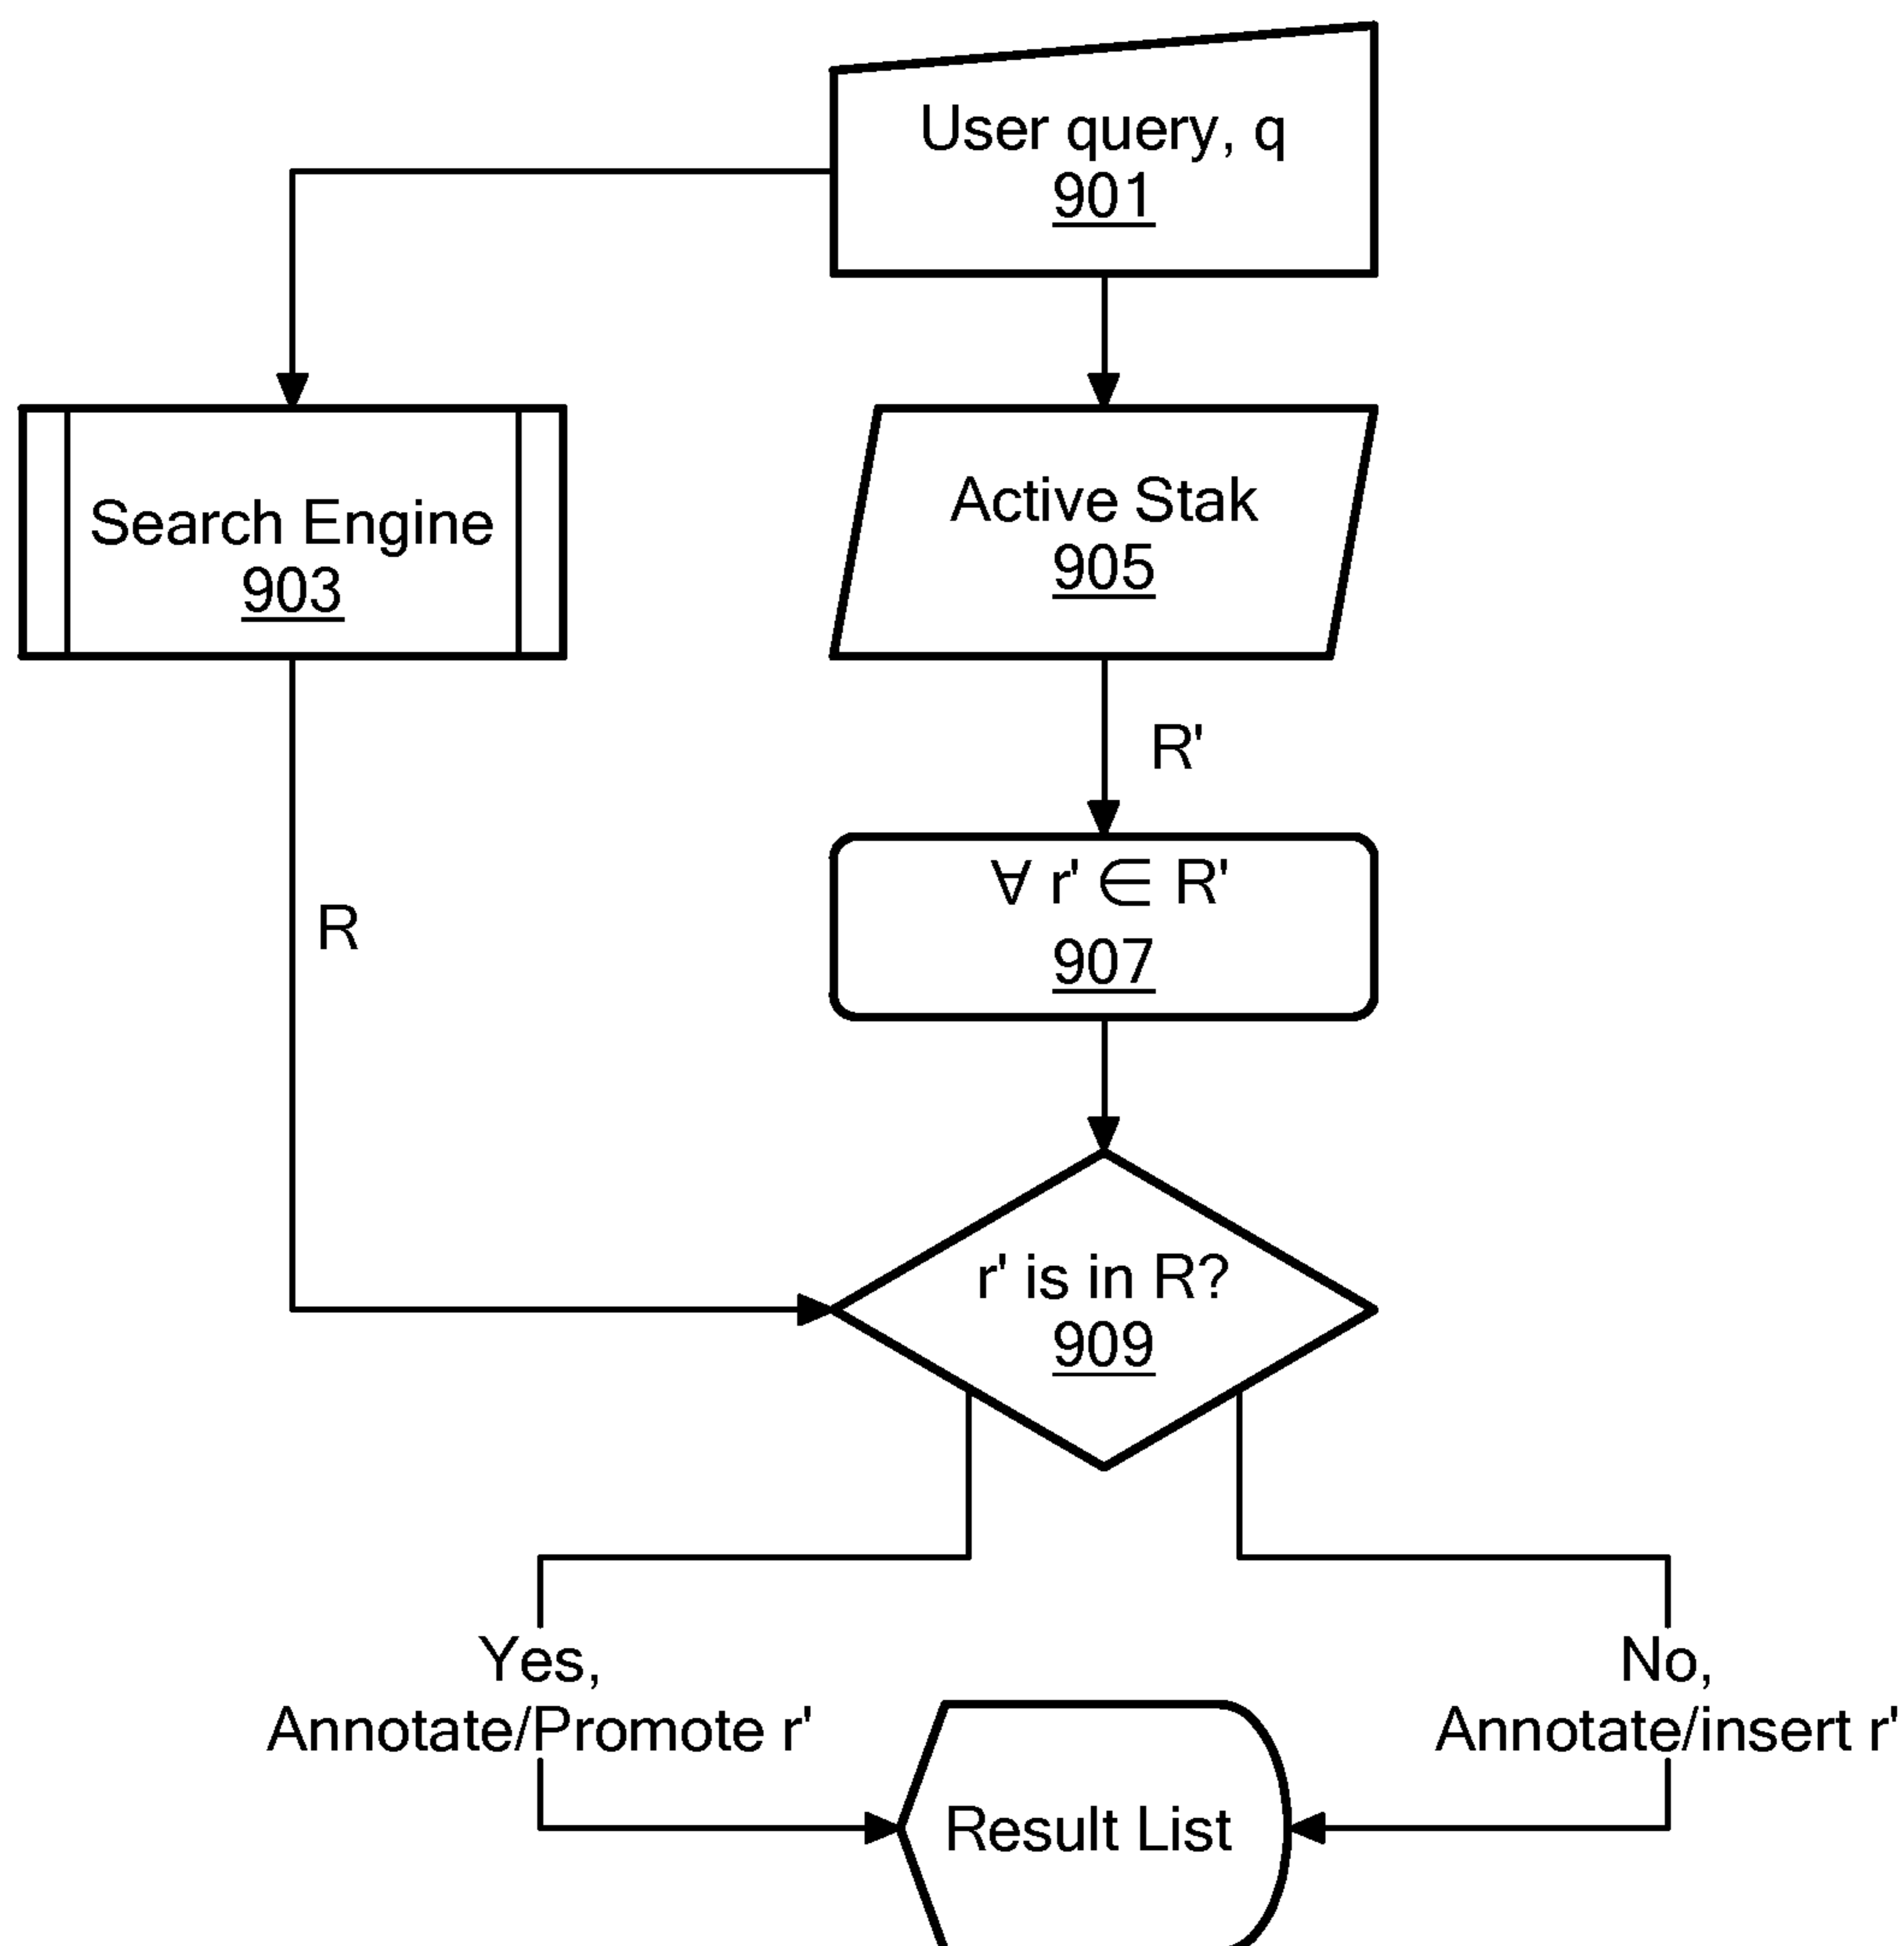 User query, q
901
Search Engine
903
Active Stak
905
R'
∀ r' ∈ R'
907
R
r' is in R?
909
Yes,
Annotate/Promote r'
No,
Annotate/insert r'
Result List